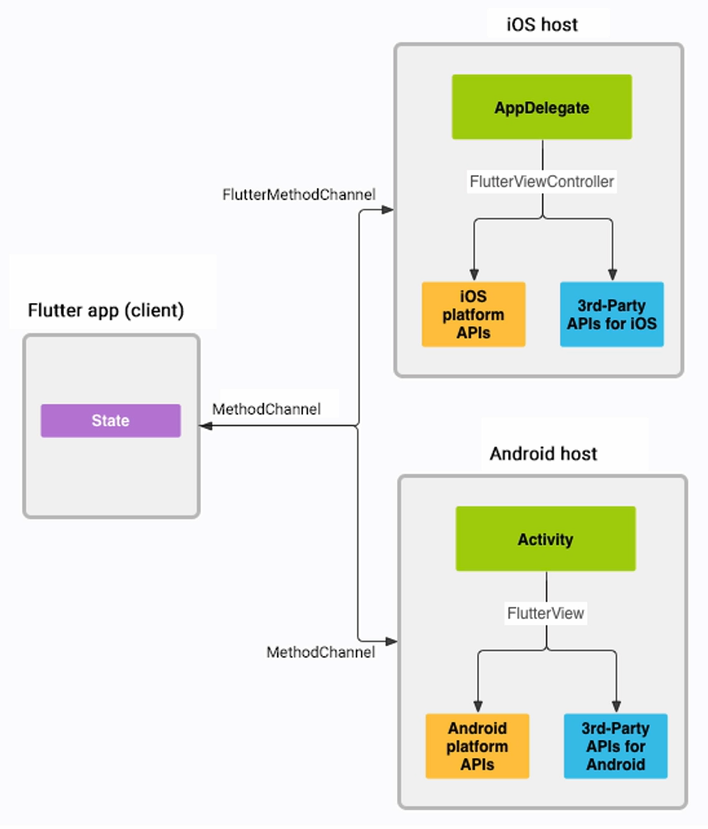 iOS host
AppDelegate
FlutterViewController
FlutterMethodChannel
iOS
platform
APIs
3rd-Party
APIs for iOS
Flutter app (client)
State
MethodChannel
Android host
Activity
FlutterView
MethodChannel
Android
platform
APIs
3rd-Party
APIs for
Android